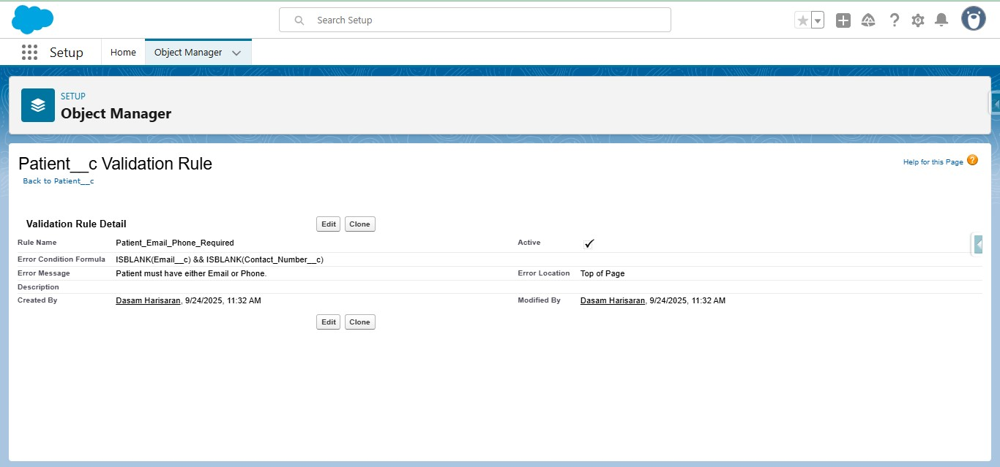 Search Setup
Setup Home Object Manager
SETUP
Object Manager
Patient__c Validation Rule
Help for this Page ?
Back to Patient__c
Validation Rule Detail Edit Clone
Rule Name Patient_Email_Phone_Required Active ✓
Error Condition Formula ISBLANK(Email__c) && ISBLANK(Contact_Number__c)
Error Message Patient must have either Email or Phone. Error Location Top of Page
Description
Created By Dasam Harisaran, 9/24/2025, 11:32 AM Modified By Dasam Harisaran, 9/24/2025, 11:32 AM
Edit Clone